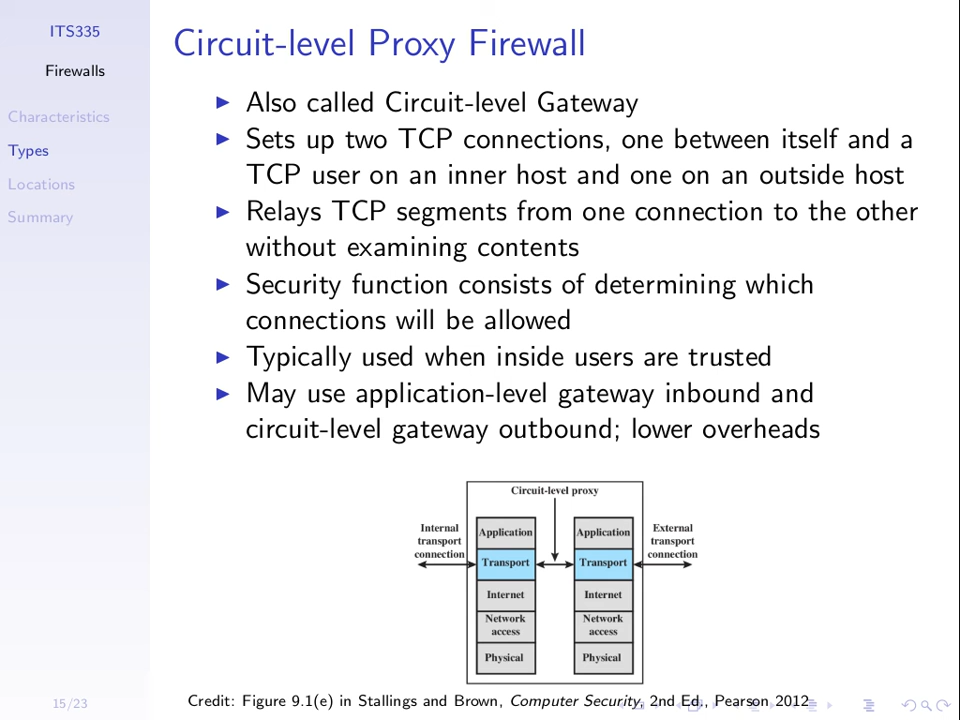 ITS335
Firewalls
Characteristics
Types
Locations
Summary
Circuit-level Proxy Firewall
Also called Circuit-level Gateway
Sets up two TCP connections, one between itself and a
TCP user on an inner host and one on an outside host
Relays TCP segments from one connection to the other
without examining contents
Security function consists of determining which
connections will be allowed
Typically used when inside users are trusted
May use application-level gateway inbound and
circuit-level gateway outbound; lower overheads
Circuit-level proxy
Internal
transport
connection
Application
Transport
Internet
Network
access
Physical
Application
Transport
Internet
Network
access
Physical
External
transport
connection
Credit: Figure 9.1(e) in Stallings and Brown, Computer Security, 2nd Ed., Pearson 2012
15/23